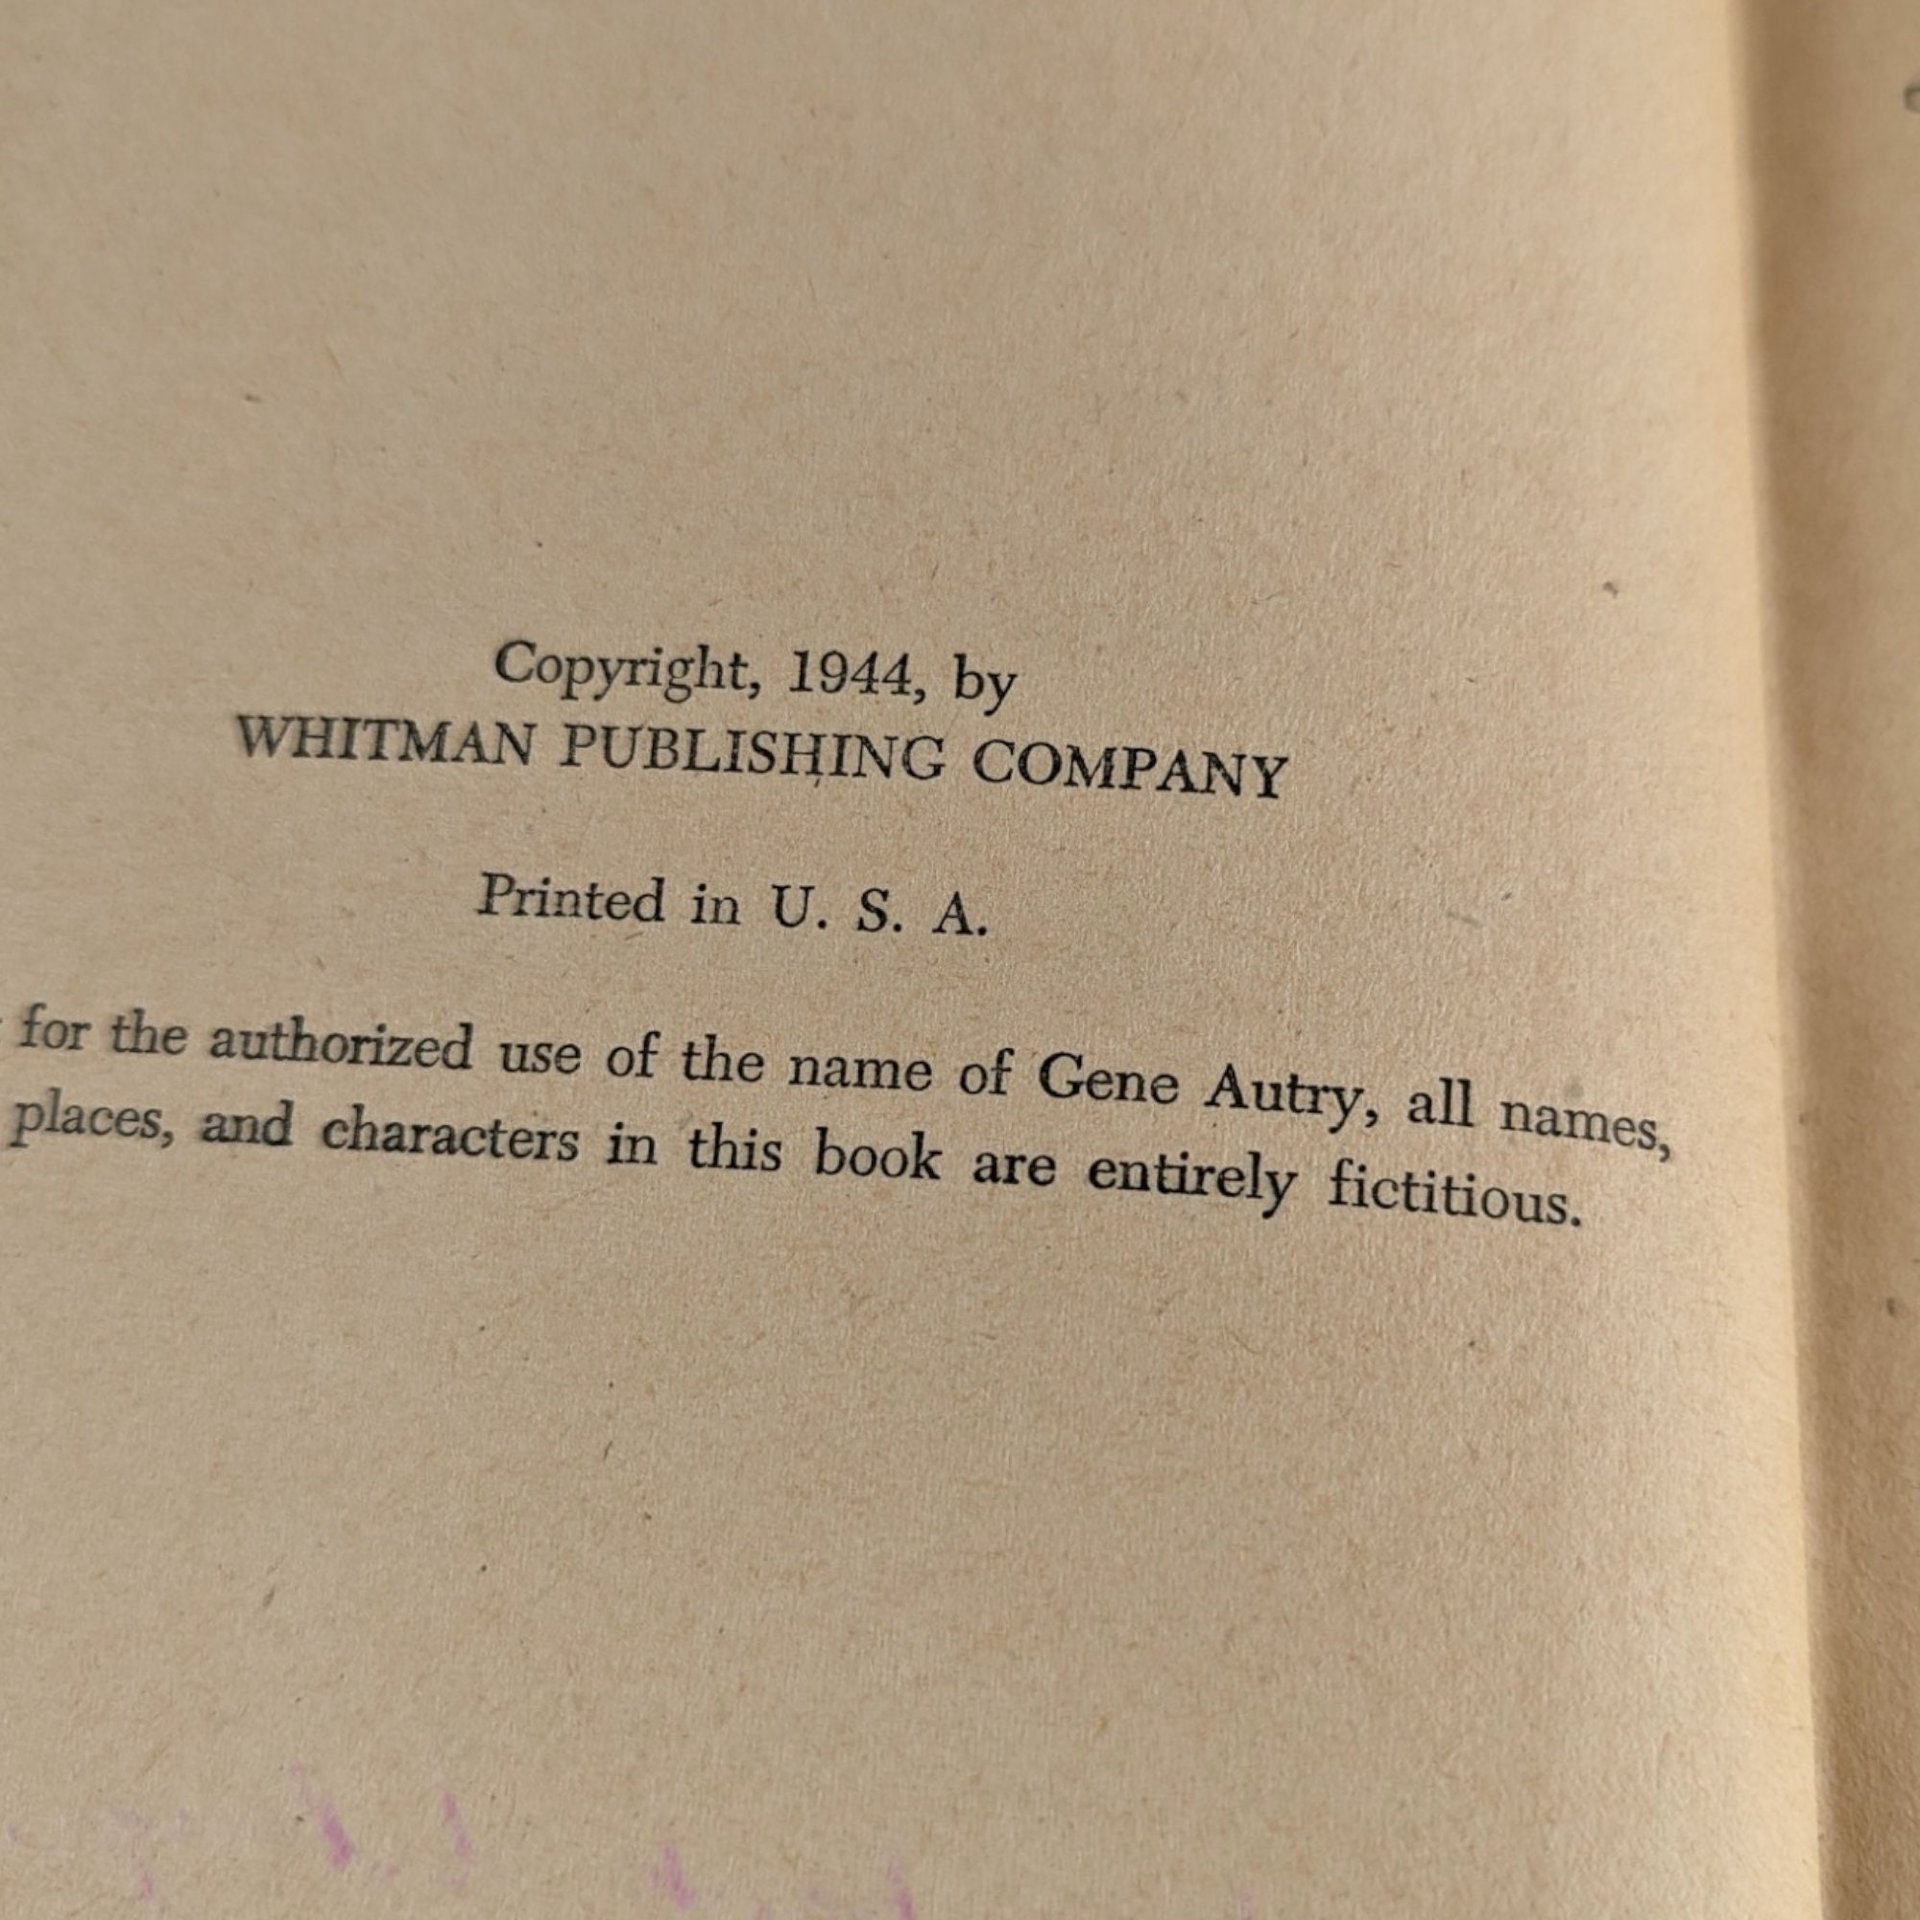 Copyright, 1944, by
WHITMAN PUBLISHING COMPANY
Printed in U. S. A.
for the authorized use of the name of Gene Autry, all names,
places, and characters in this book are entirely fictitious.